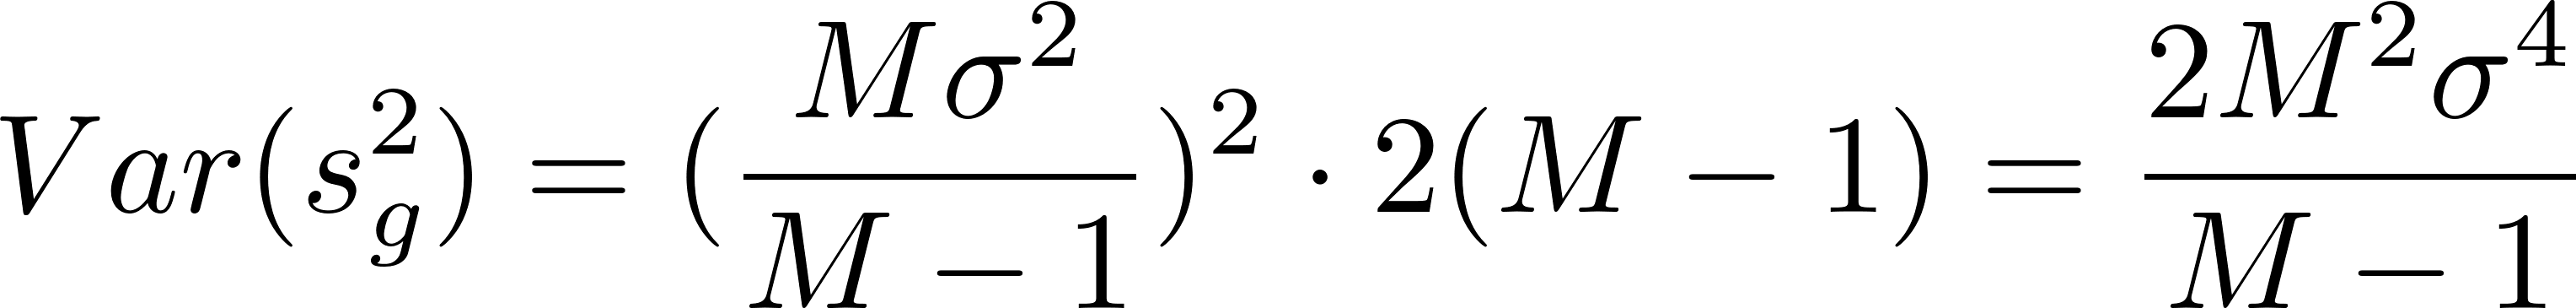 Var(s_g^2) = (\frac{M\sigma^2}{M-1})^2 \cdot 2(M-1) = \frac{2M^2\sigma^4}{M-1}